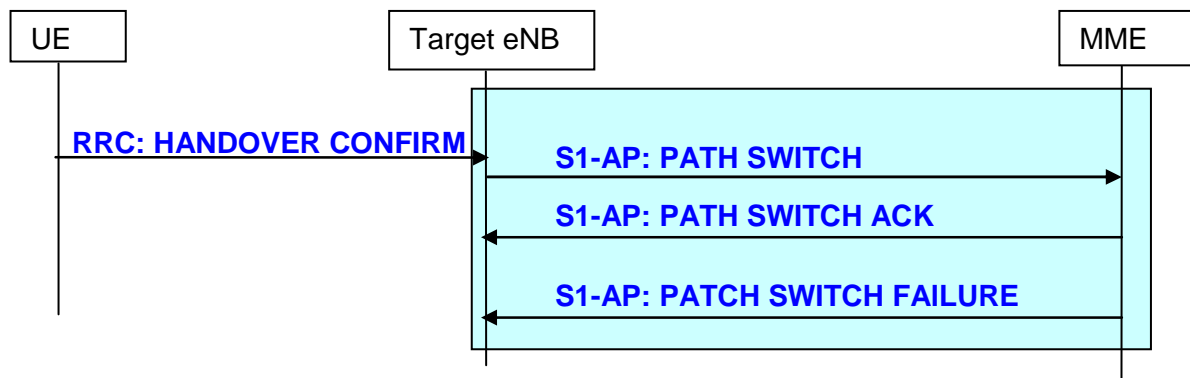 UE
Target eNB
MME
RRC: HANDOVER CONFIRM
S1-AP: PATH SWITCH
S1-AP: PATH SWITCH ACK
S1-AP: PATCH SWITCH FAILURE